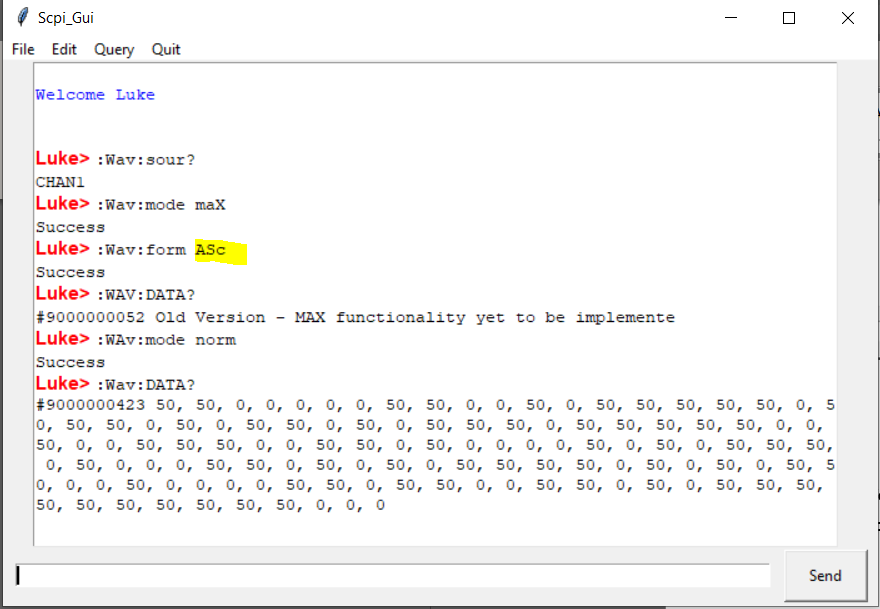 Scpi_Gui
File Edit Query Quit
Welcome Luke
Luke> :Wav:sour?
CHAN1
Luke> :Wav:mode maX
Success
Luke> :Wav:form ASc
Success
Luke> :WAV:DATA?
#9000000052 Old Version - MAX functionality yet to be implemente
Luke> :WAv:mode norm
Success
Luke> :Wav:DATA?
#9000000423 50, 50, 0, 0, 0, 0, 0, 50, 50, 0, 0, 50, 0, 50, 50, 50, 50, 50, 0, 5
0, 50, 50, 0, 50, 0, 50, 50, 0, 50, 0, 50, 50, 50, 0, 50, 50, 50, 50, 50, 0, 0,
50, 0, 0, 50, 50, 50, 0, 0, 50, 50, 0, 50, 0, 0, 0, 0, 50, 0, 50, 0, 50, 50, 50,
0, 50, 0, 0, 0, 50, 50, 0, 50, 0, 50, 0, 50, 50, 50, 50, 0, 50, 0, 50, 0, 50, 5
0, 0, 0, 50, 0, 0, 0, 0, 50, 50, 0, 50, 50, 0, 0, 50, 50, 0, 50, 0, 50, 50, 50,
50, 50, 50, 50, 50, 50, 50, 0, 0, 0
Send